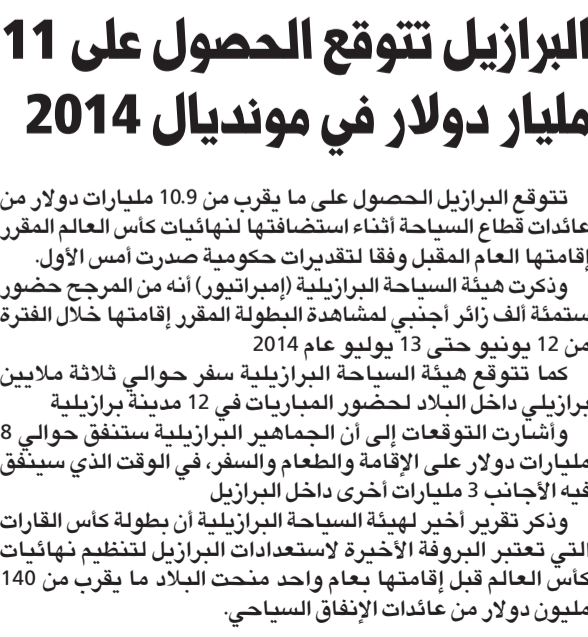 البرازيل تتوقع الحصول على 11
مليار دولار في مونديال 2014
تتوقع البرازيل الحصول على ما يقرب من 10.9 مليارات دولار من
عائدات قطاع السياحة أثناء استضافتها لنهائيات كأس العالم المقرر
إقامتها العام المقبل وفقا لتقديرات حكومية صدرت أمس الأول.
وذكرت هيئة السياحة البرازيلية (إمبراتيور) أنه من المرجح حضور
ستمئة ألف زائر أجنبي لمشاهدة البطولة المقرر إقامتها خلال الفترة
من 12 يونيو حتى 13 يوليو عام 2014
كما تتوقع هيئة السياحة البرازيلية سفر حوالي ثلاثة ملايين
برازيلي داخل البلاد لحضور المباريات في 12 مدينة برازيلية
وأشارت التوقعات إلى أن الجماهير البرازيلية ستنفق حوالي 8
مليارات دولار على الإقامة والطعام والسفر، في الوقت الذي سينفق
فيه الأجانب 3 مليارات أخرى داخل البرازيل
وذكر تقرير أخير لهيئة السياحة البرازيلية أن بطولة كأس القارات
التي تعتبر البروفة الأخيرة لاستعدادات البرازيل لتنظيم نهائيات
كأس العالم قبل إقامتها بعام واحد منحت البلاد ما يقرب من 140
مليون دولار من عائدات الإنفاق السياحي.